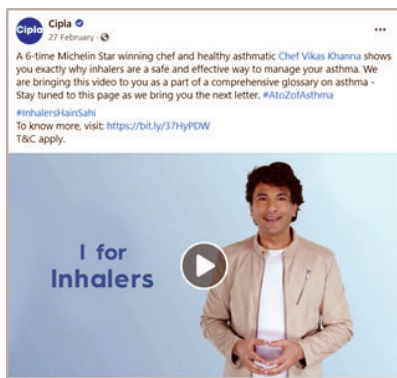 Cipla
Cipla
27 February ·
A 6-time Michelin Star winning chef and healthy asthmatic Chef Vikas Khanna shows
you exactly why inhalers are a safe and effective way to manage your asthma. We
are bringing this video to you as a part of a comprehensive glossary on asthma -
Stay tuned to this page as we bring you the next letter. #AtoZofAsthma
#InhalersHainSahi
To know more, visit: https://bit.ly/37HyPDW
T&C apply.
I for
Inhalers